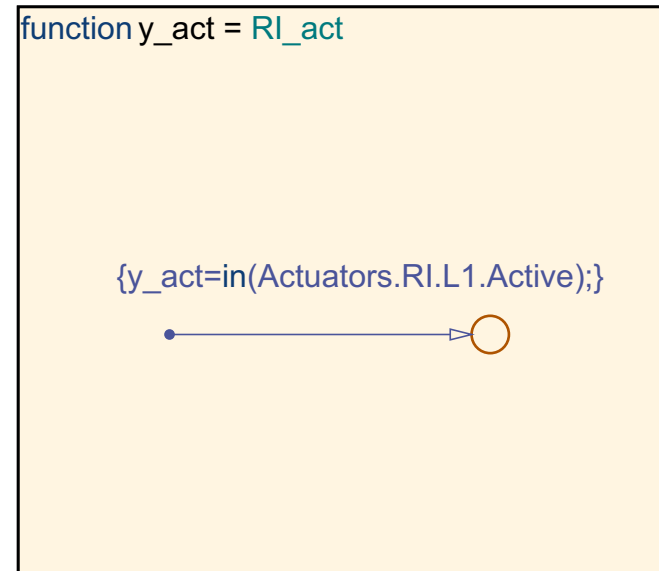 function y_act = RI_act
{y_act=in(Actuators.RI.L1.Active);}